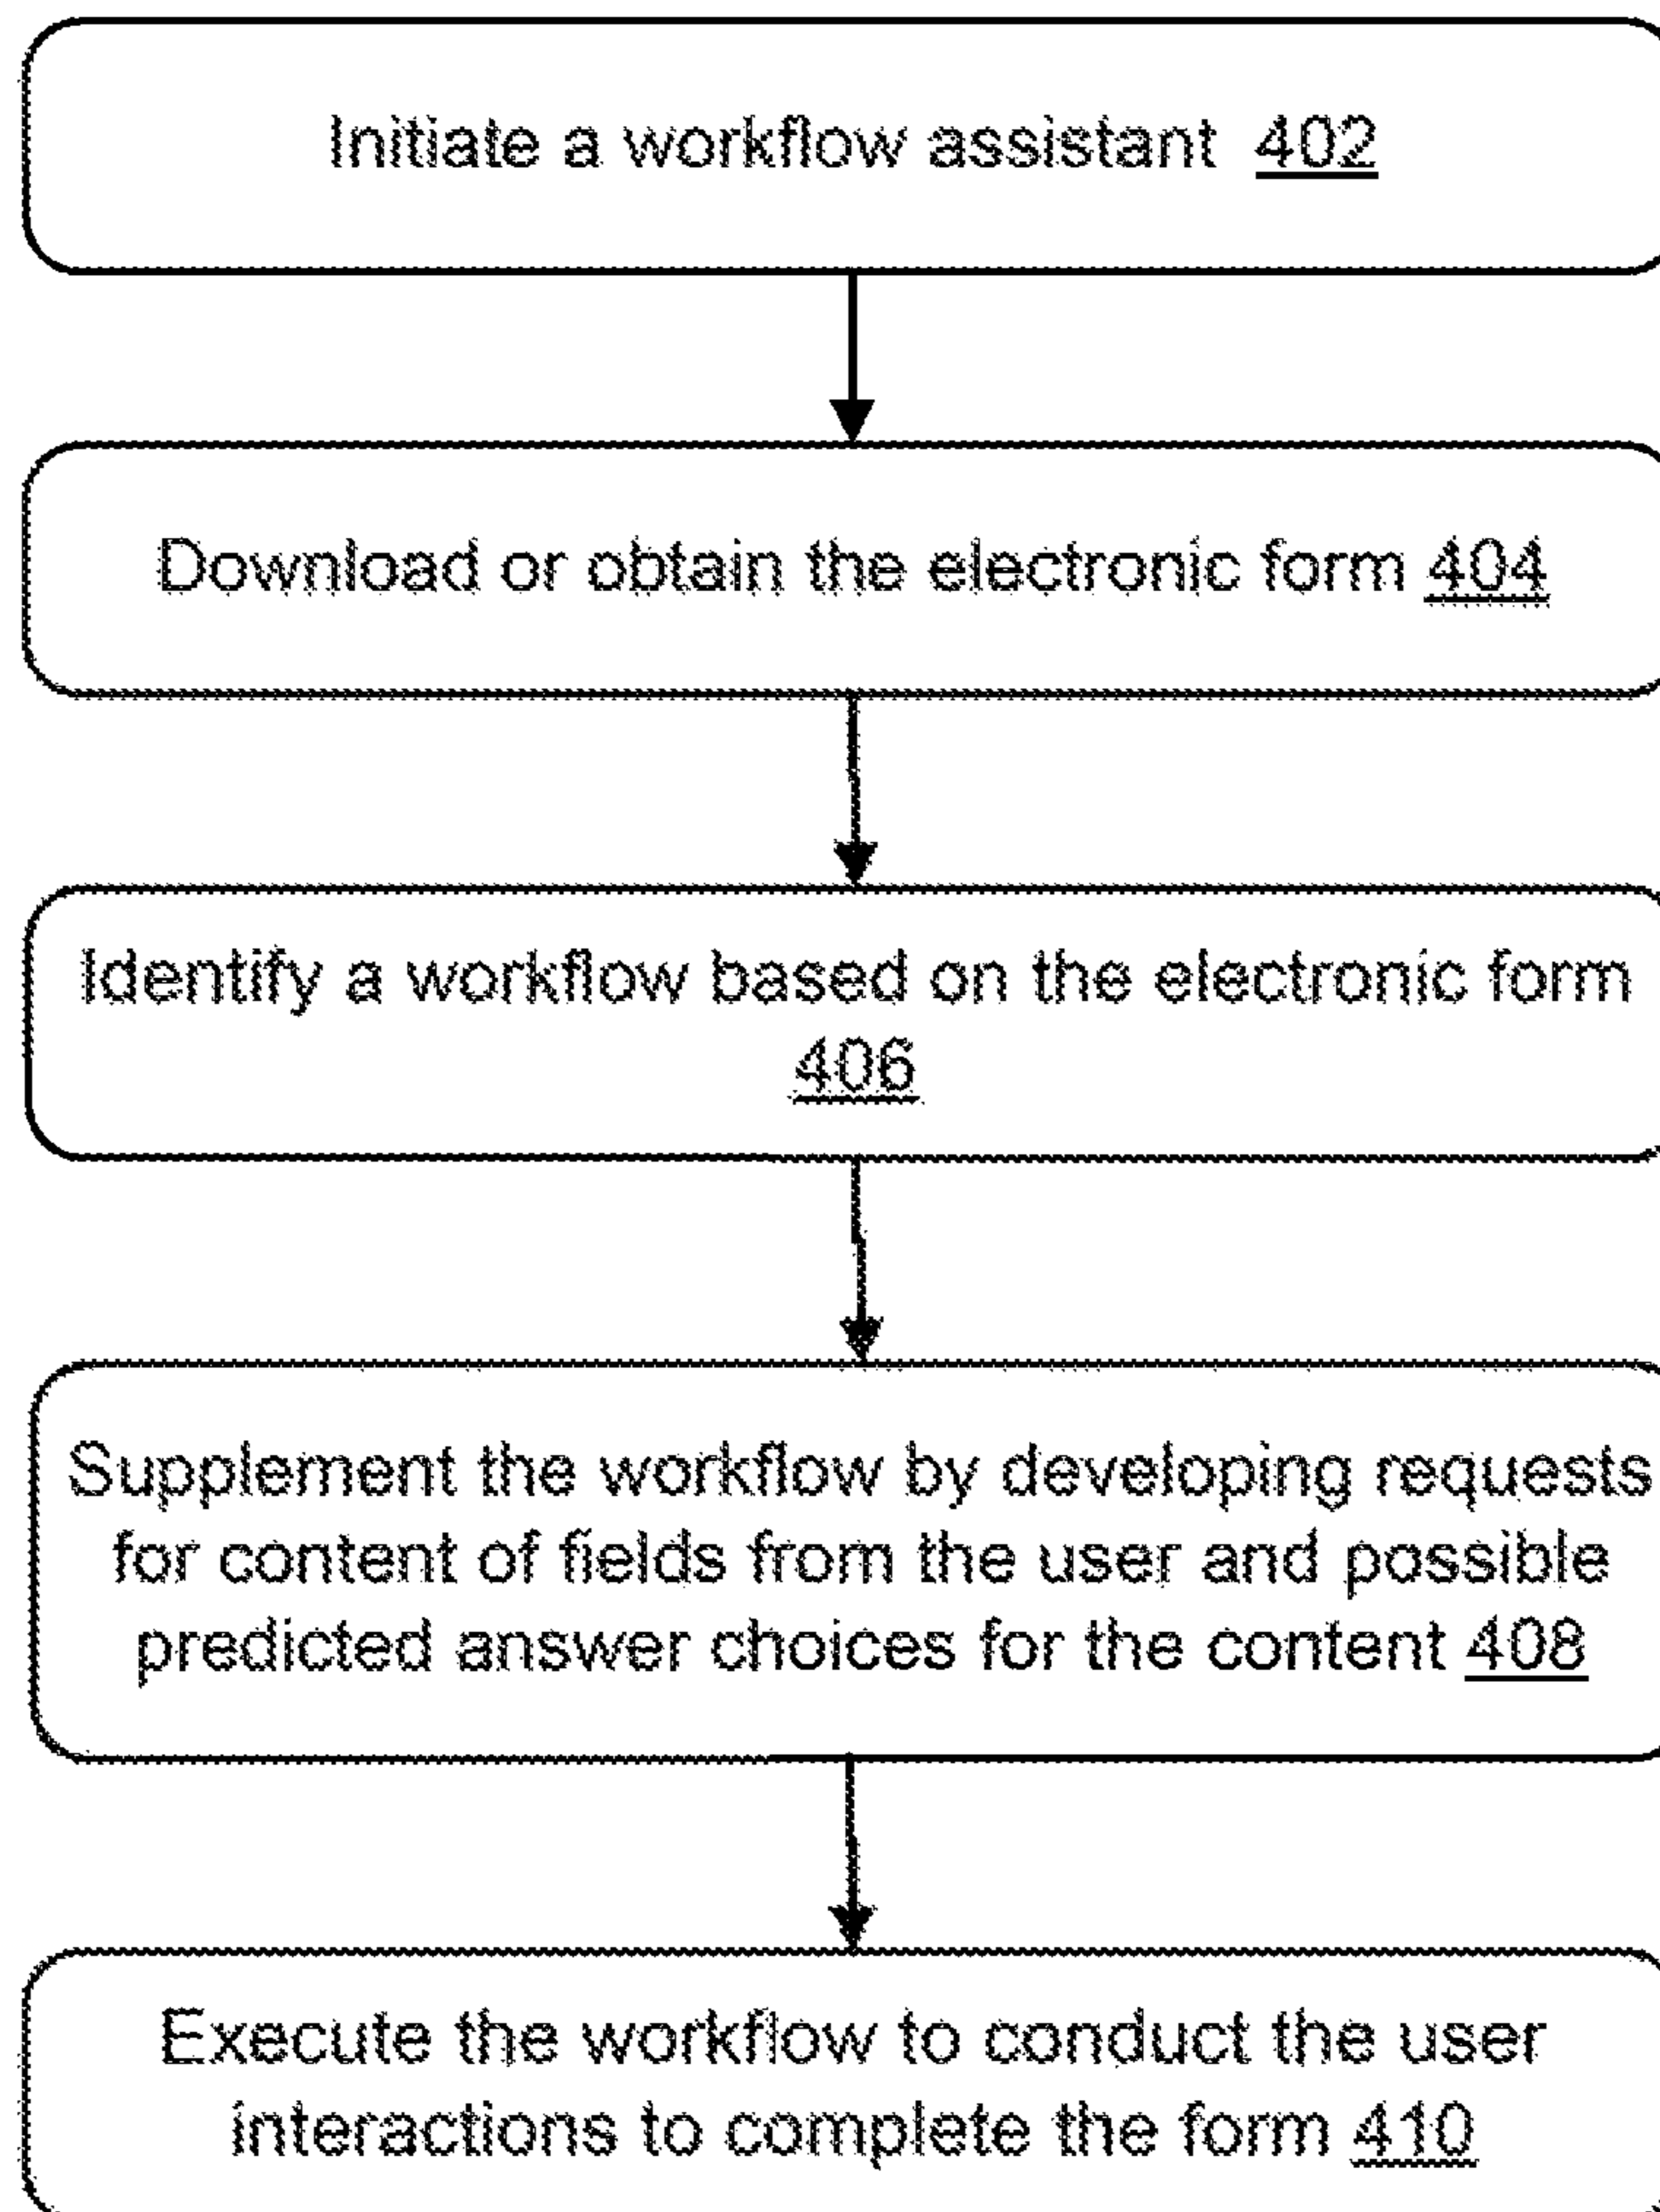 Initiate a workflow assistant 402
Download or obtain the electronic form 404
Identify a workflow based on the electronic form
406
Supplement the workflow by developing requests
for content of fields from the user and possible
predicted answer choices for the content 408
Execute the workflow to conduct the user
interactions to complete the form 410